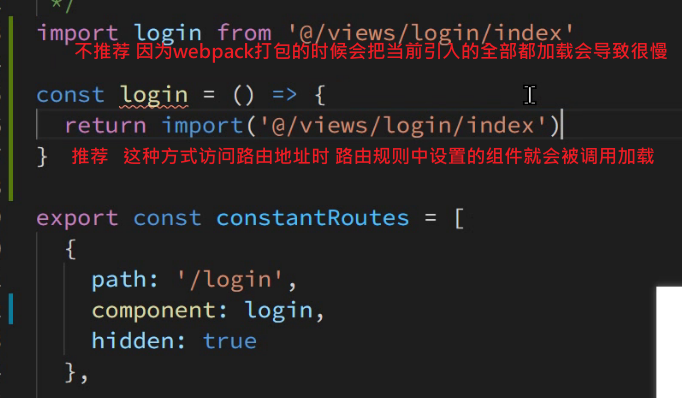 */
import login from '@/views/login/index'
不推荐 因为webpack打包的时候会把当前引入的全部都加载会导致很慢
const login = () => {
return import('@/views/login/index')
} 推荐 这种方式访问路由地址时 路由规则中设置的组件就会被调用加载
export const constantRoutes = [
{
path: '/login',
component: login,
hidden: true
},